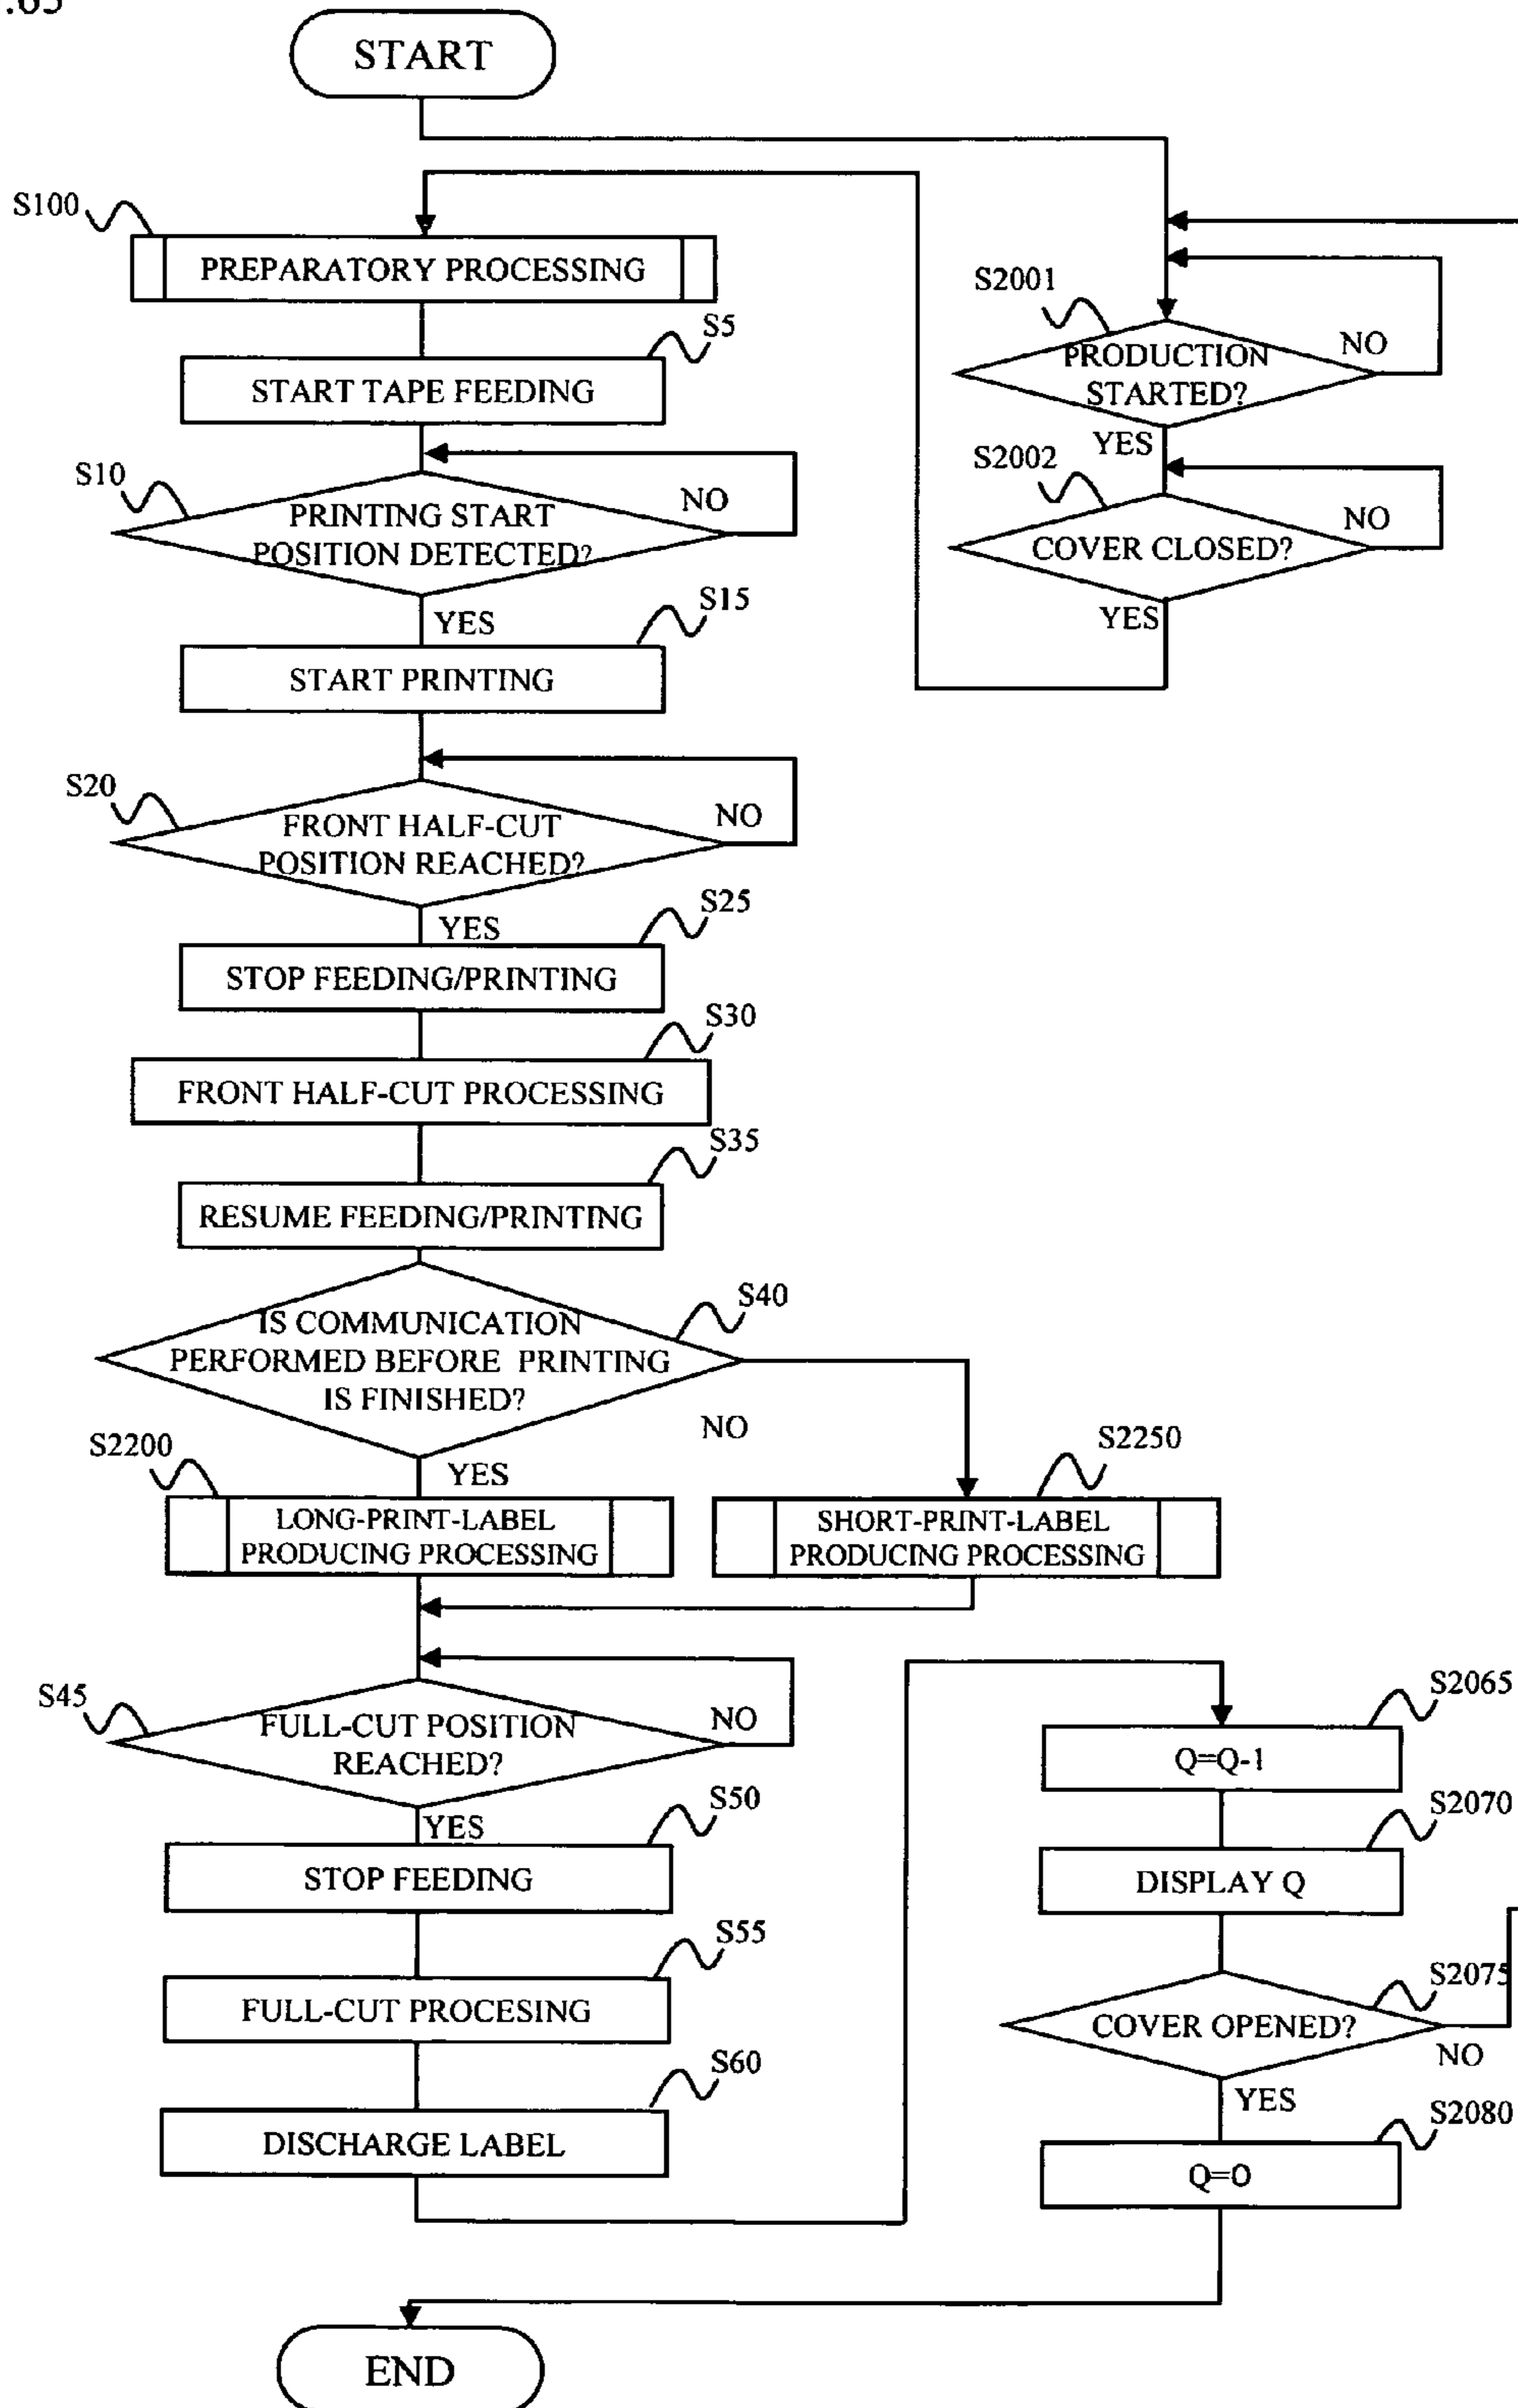 START
S100
PREPARATORY PROCESSING
S5
START TAPE FEEDING
S10
PRINTING START
POSITION DETECTED?
NO
YES
S15
START PRINTING
S20
FRONT HALF-CUT
POSITION REACHED?
NO
YES
S25
STOP FEEDING/PRINTING
S30
FRONT HALF-CUT PROCESSING
S35
RESUME FEEDING/PRINTING
S40
IS COMMUNICATION
PERFORMED BEFORE PRINTING
IS FINISHED?
NO
YES
S2200
LONG-PRINT-LABEL
PRODUCING PROCESSING
S2250
SHORT-PRINT-LABEL
PRODUCING PROCESSING
S45
FULL-CUT POSITION
REACHED?
NO
YES
S50
STOP FEEDING
S55
FULL-CUT PROCESING
S60
DISCHARGE LABEL
S2001
PRODUCTION
STARTED?
NO
YES
S2002
COVER CLOSED?
NO
YES
S2065
Q=Q-1
S2070
DISPLAY Q
S2075
COVER OPENED?
NO
YES
S2080
Q=0
END